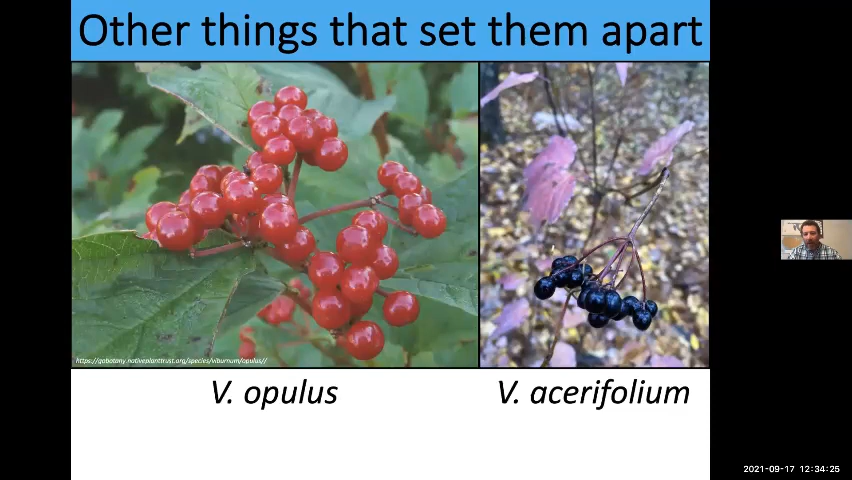 Other things that set them apart
https://gobotany.nativeplanttrust.org/species/viburnum/opulus//
V. opulus
V. acerifolium
2021-09-17 12:34:25